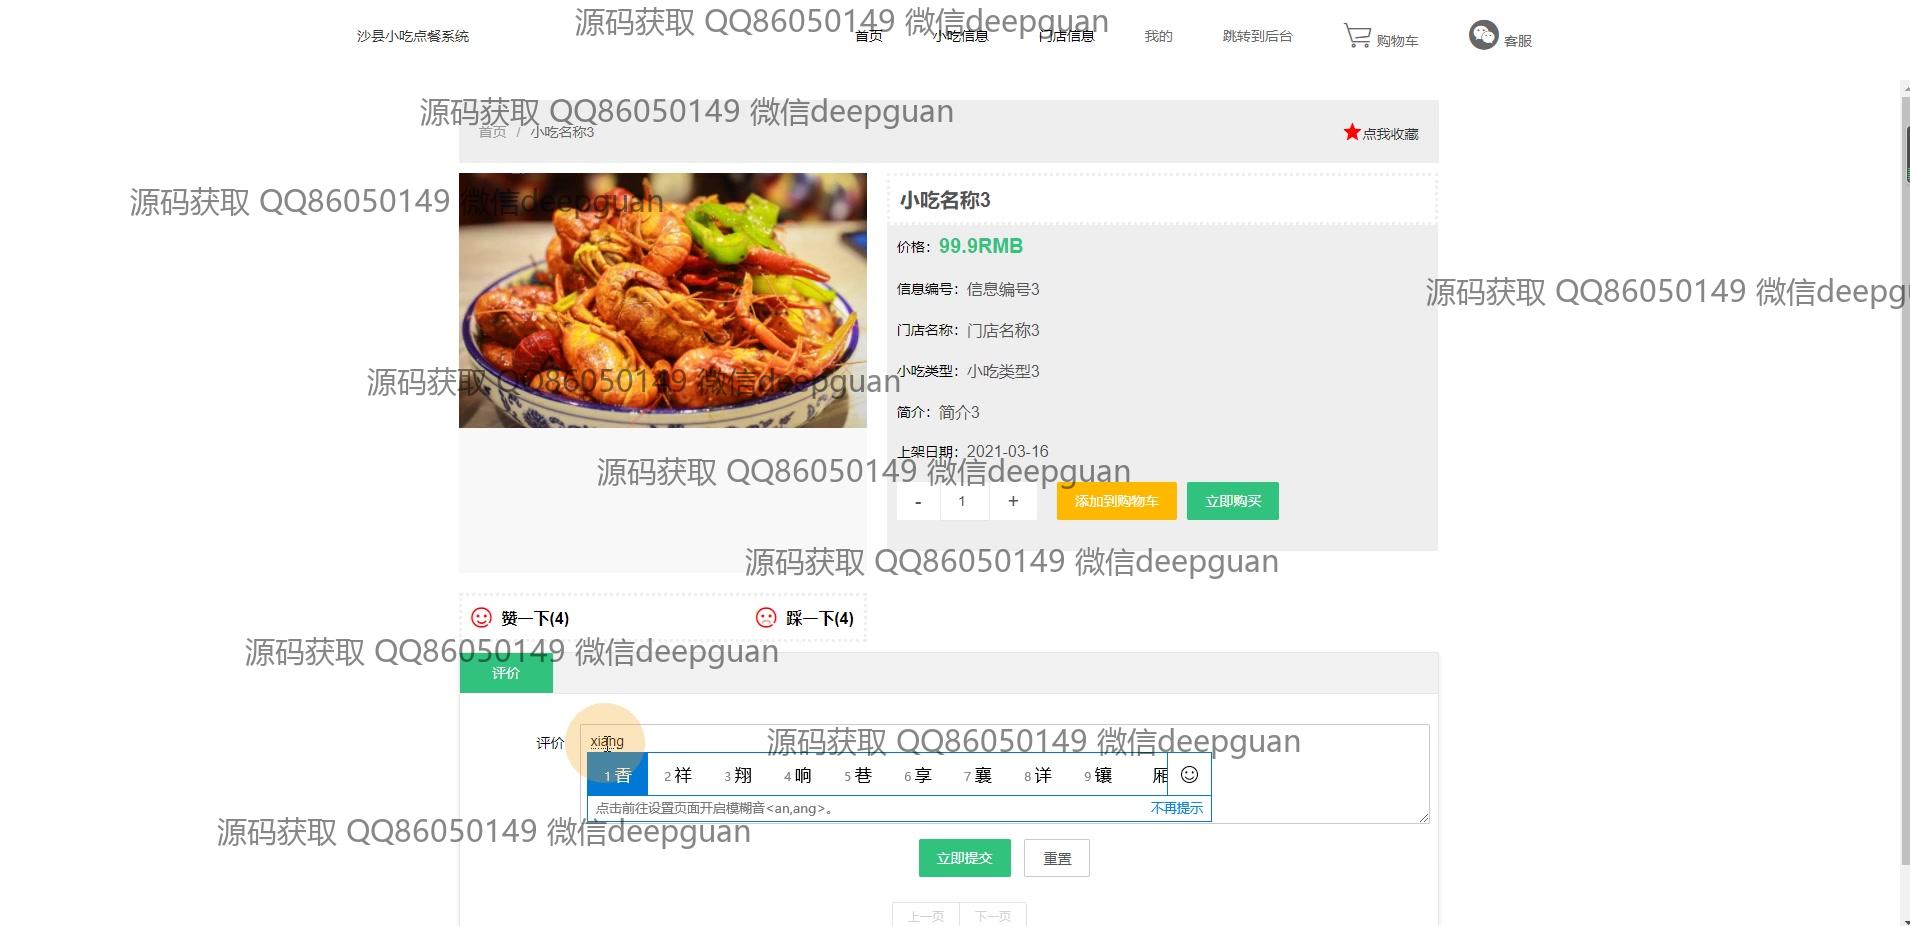 源码获取 QQ86050149 微信deepguan
沙县小吃点餐系统 首页 小吃信息 门店信息 我的 跳转到后台 购物车 客服
源码获取 QQ86050149 微信deepguan
首页 / 小吃名称3 点我收藏
源码获取 QQ86050149 微信deepguan
小吃名称3
价格：99.9RMB
信息编号：信息编号3
源码获取 QQ86050149 微信deepg
门店名称：门店名称3
小吃类型：小吃类型3
源码获取 QQ86050149 微信deepguan
简介：简介3
上架日期：2021-03-16
源码获取 QQ86050149 微信deepguan
- 1 + 添加到购物车 立即购买
源码获取 QQ86050149 微信deepguan
赞一下(4) 踩一下(4)
源码获取 QQ86050149 微信deepguan
评价
评价 xiang
源码获取 QQ86050149 微信deepguan
1 香 2 祥 3 翔 4 响 5 巷 6 享 7 襄 8 详 9 镶 厢
点击前往设置页面开启模糊音<an,ang>。 不再提示
源码获取 QQ86050149 微信deepguan
立即提交 重置
上一页 下一页